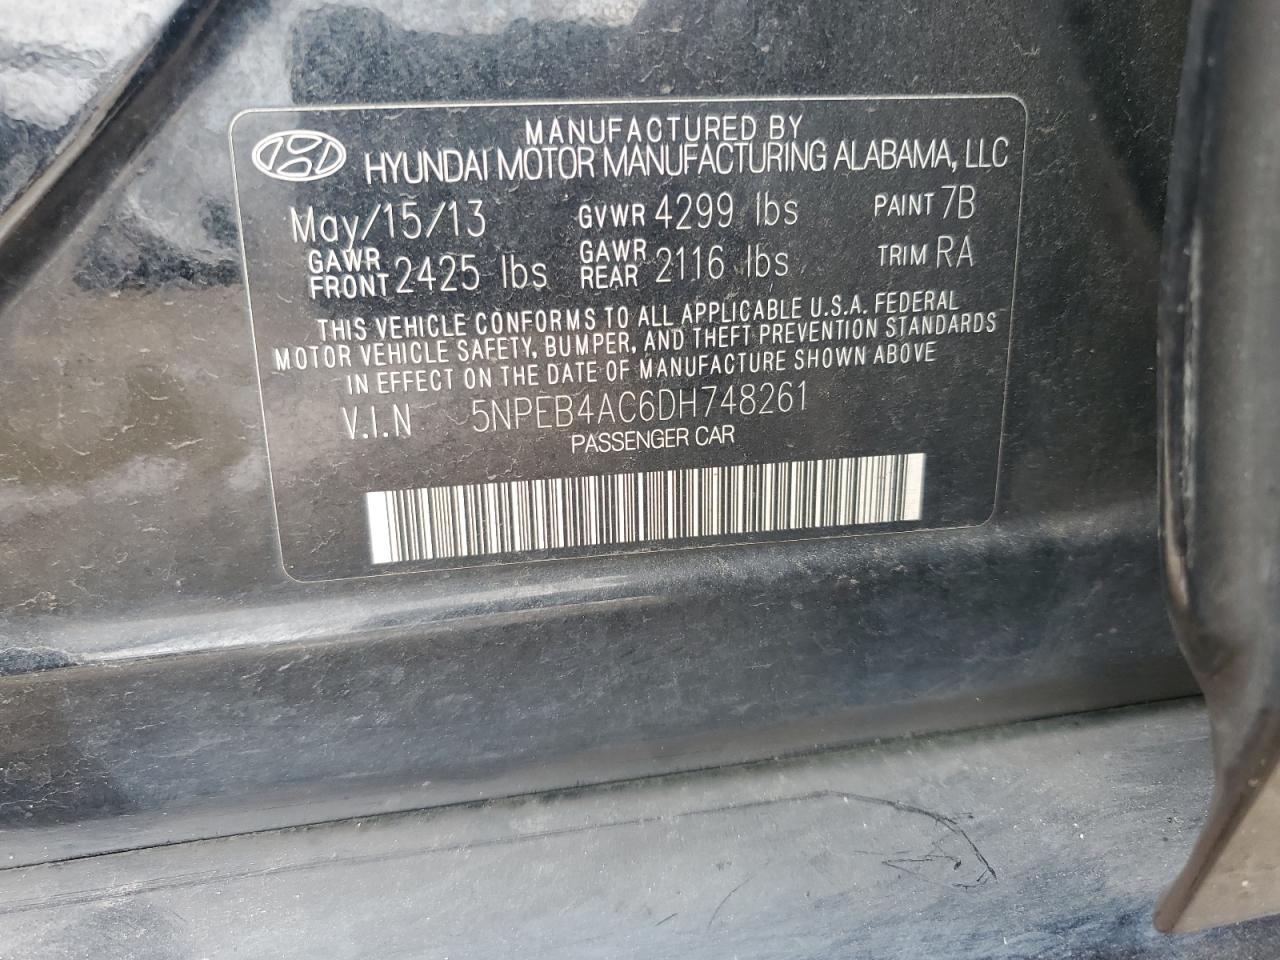 MANUFACTURED BY
HYUNDAI MOTOR MANUFACTURING ALABAMA, LLC
May/15/13 GVWR 4299 lbs PAINT 7B
GAWR FRONT 2425 lbs GAWR REAR 2116 lbs TRIM RA
THIS VEHICLE CONFORMS TO ALL APPLICABLE U.S.A. FEDERAL
MOTOR VEHICLE SAFETY, BUMPER, AND THEFT PREVENTION STANDARDS
IN EFFECT ON THE DATE OF MANUFACTURE SHOWN ABOVE
V.I.N 5NPEB4AC6DH748261
PASSENGER CAR